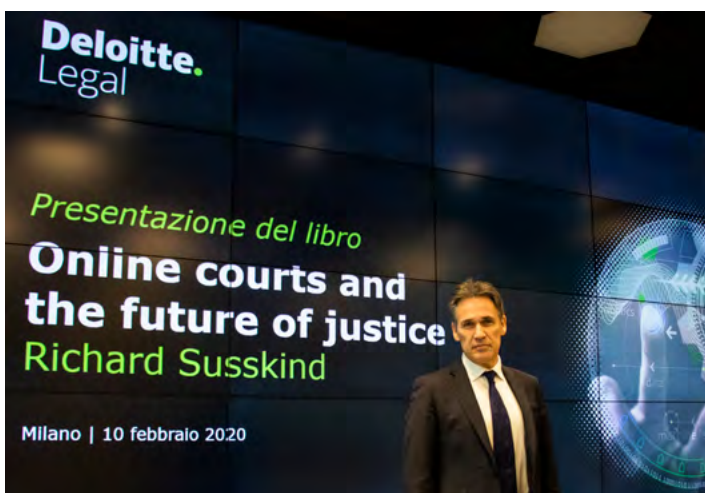 Deloitte.
Legal
Presentazione del libro
Online courts and
the future of justice
Richard Susskind
Milano | 10 febbraio 2020